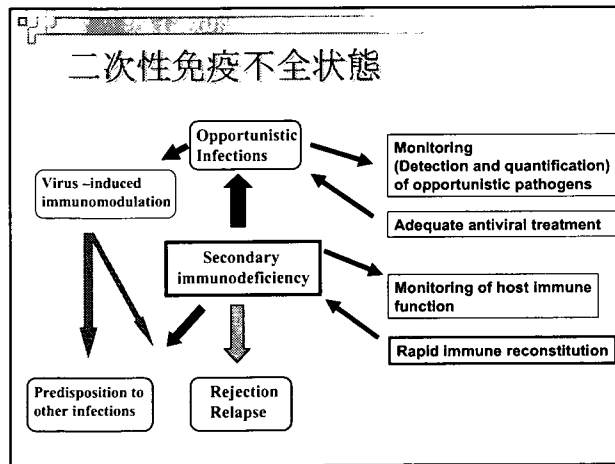 二次性免疫不全状態
Opportunistic
Infections
Monitoring
(Detection and quantification)
of opportunistic pathogens
Virus –induced
immunomodulation
Adequate antiviral treatment
Secondary
immunodeficiency
Monitoring of host immune
function
Rapid immune reconstitution
Predisposition to
other infections
Rejection
Relapse